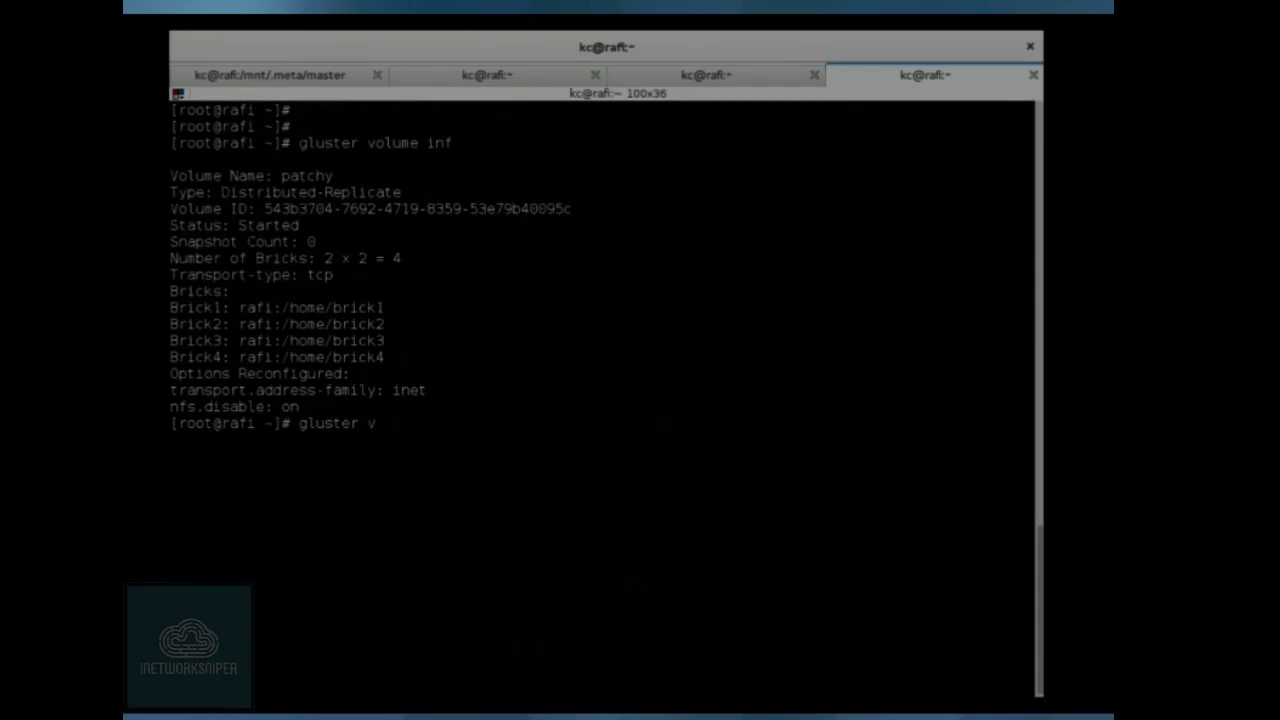 kc@rafi:~
kc@rafi:/mnt/.meta/master
kc@rafi:~
kc@rafi:~
kc@rafi:~
kc@rafi:~ 100x36
[root@rafi ~]#
[root@rafi ~]#
[root@rafi ~]# gluster volume inf
Volume Name: patchy
Type: Distributed-Replicate
Volume ID: 543b3704-7692-4719-8359-53e79b40095c
Status: Started
Snapshot Count: 0
Number of Bricks: 2 x 2 = 4
Transport-type: tcp
Bricks:
Brick1: rafi:/home/brick1
Brick2: rafi:/home/brick2
Brick3: rafi:/home/brick3
Brick4: rafi:/home/brick4
Options Reconfigured:
transport.address-family: inet
nfs.disable: on
[root@rafi ~]# gluster v
INETWORKSNIPER